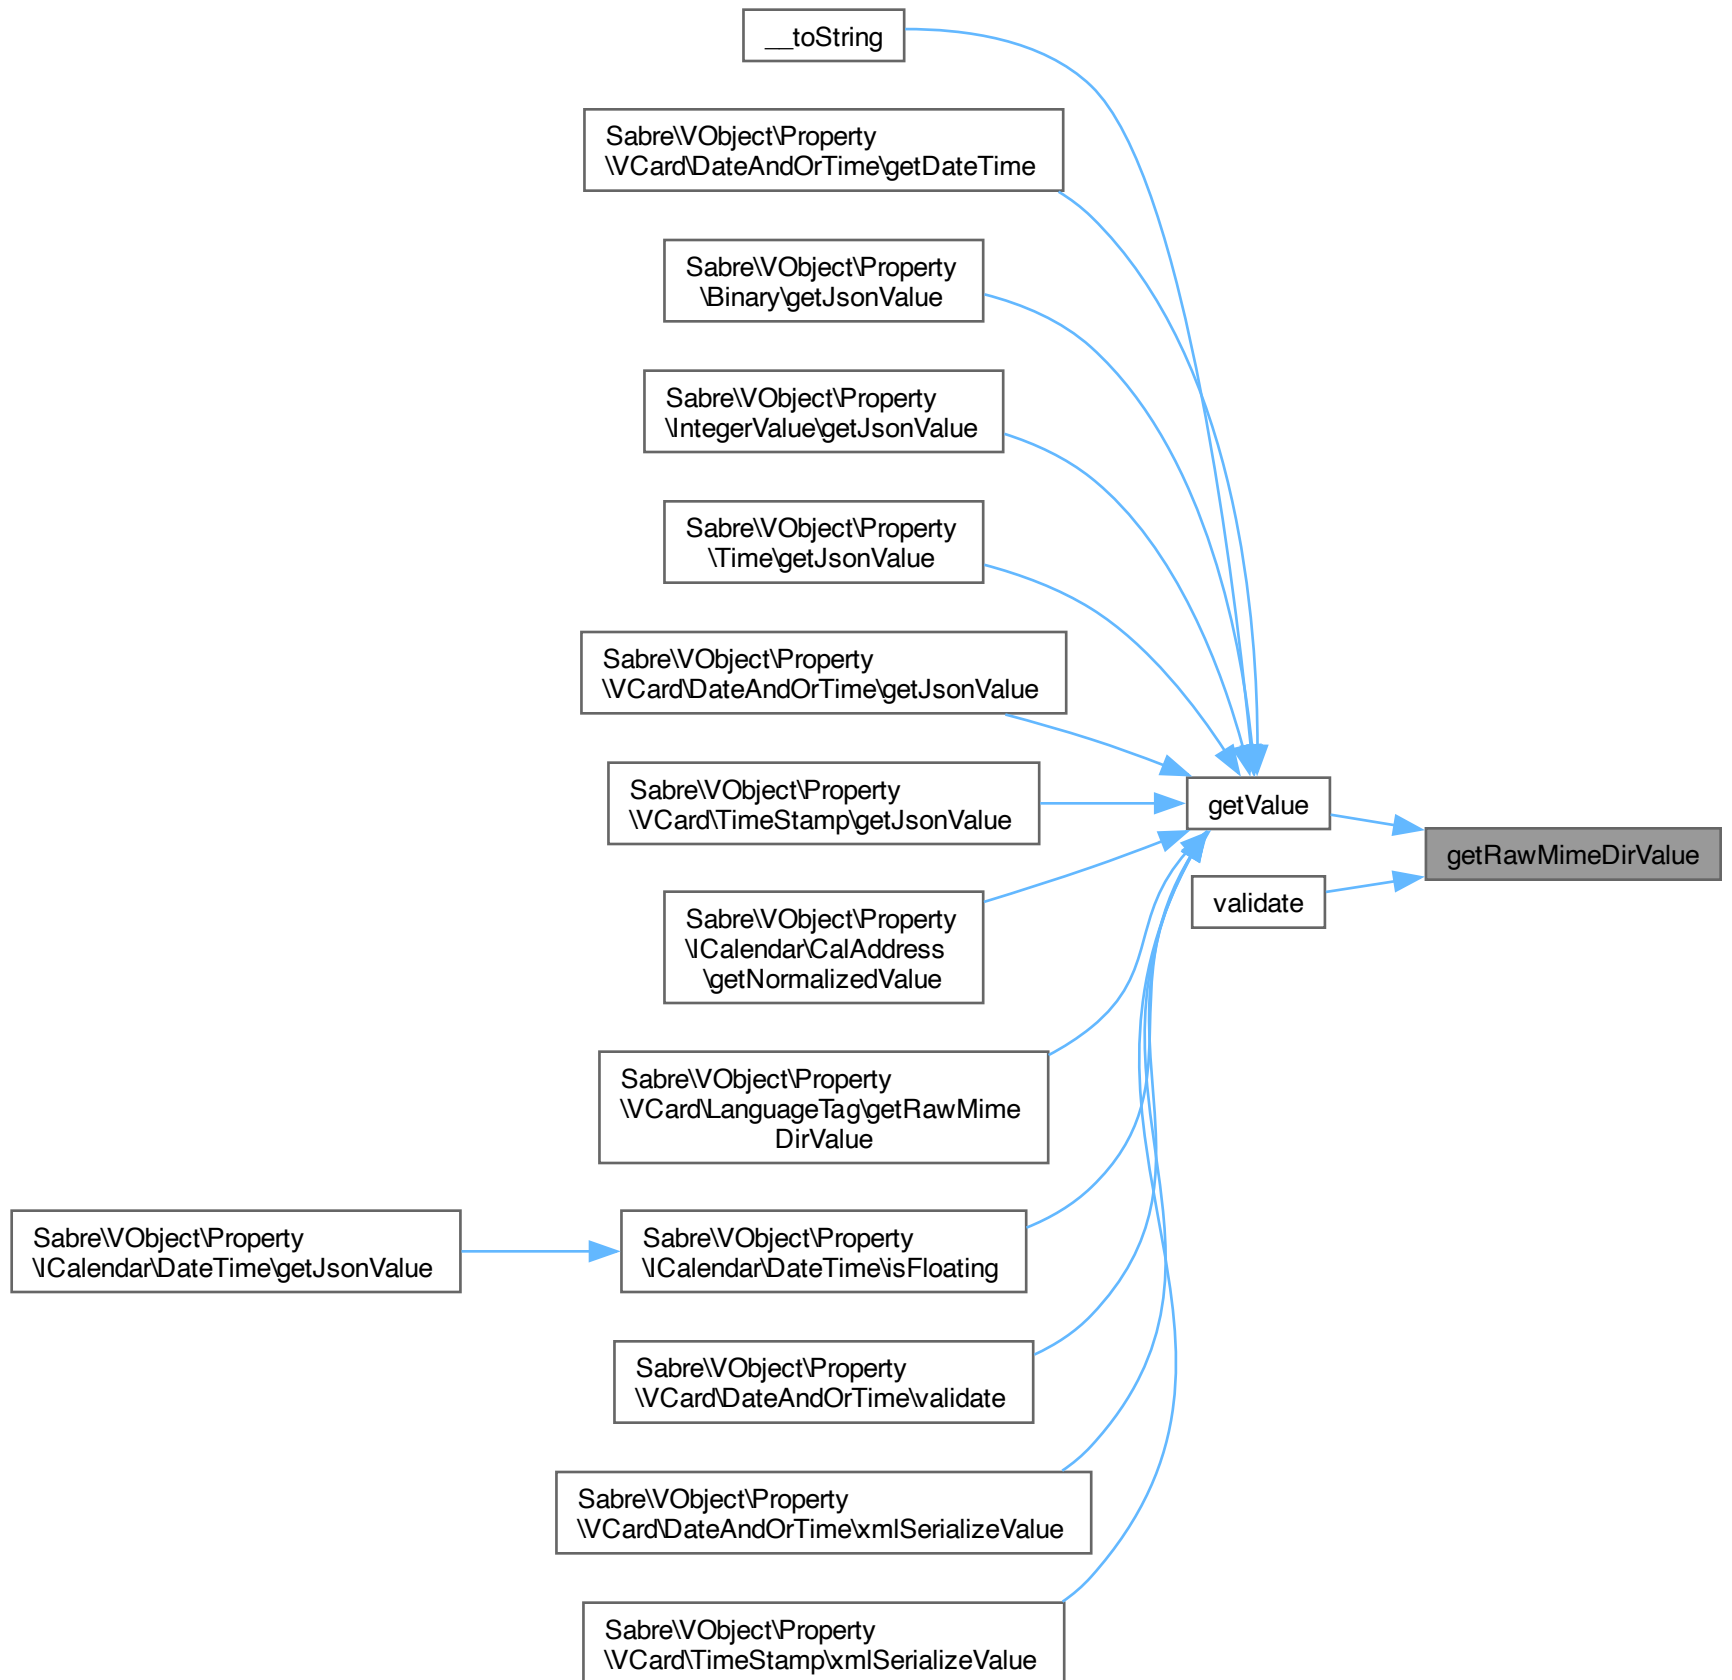 __toString
Sabre\VObject\Property
\VCard\DateAndOrTime\getDateTime
Sabre\VObject\Property
\Binary\getJsonValue
Sabre\VObject\Property
\IntegerValue\getJsonValue
Sabre\VObject\Property
\Time\getJsonValue
Sabre\VObject\Property
\VCard\DateAndOrTime\getJsonValue
Sabre\VObject\Property
\VCard\TimeStamp\getJsonValue
getValue
getRawMimeDirValue
validate
Sabre\VObject\Property
\ICalendar\CalAddress
\getNormalizedValue
Sabre\VObject\Property
\VCard\LanguageTag\getRawMime
DirValue
Sabre\VObject\Property
\ICalendar\DateTime\getJsonValue
Sabre\VObject\Property
\ICalendar\DateTime\isFloating
Sabre\VObject\Property
\VCard\DateAndOrTime\validate
Sabre\VObject\Property
\VCard\DateAndOrTime\xmlSerializeValue
Sabre\VObject\Property
\VCard\TimeStamp\xmlSerializeValue